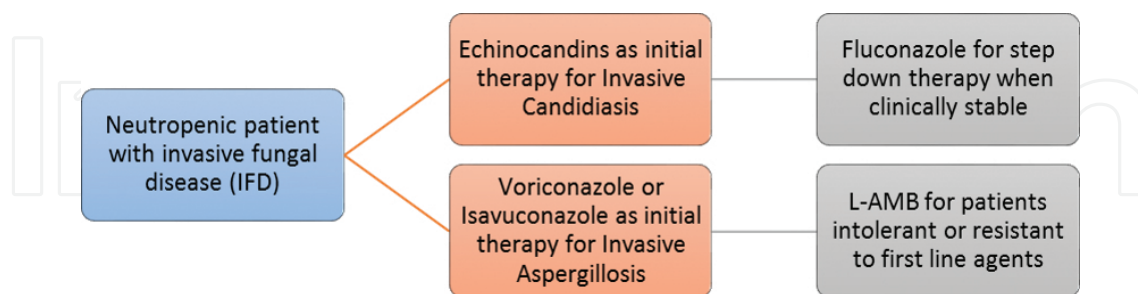 Neutropenic patient
with invasive fungal
disease (IFD)
Echinocandins as initial
therapy for Invasive
Candidiasis
Fluconazole for step
down therapy when
clinically stable
Voriconazole or
Isavuconazole as initial
therapy for Invasive
Aspergillosis
L-AMB for patients
intolerant or resistant
to first line agents